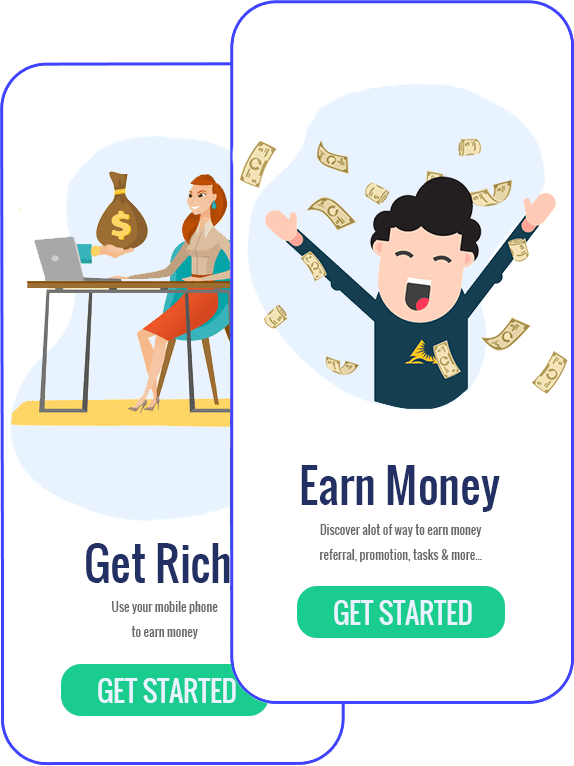 $
Get Rich
Use your mobile phone
to earn money
GET STARTED
Earn Money
Discover alot of way to earn money
referral, promotion, tasks & more...
GET STARTED